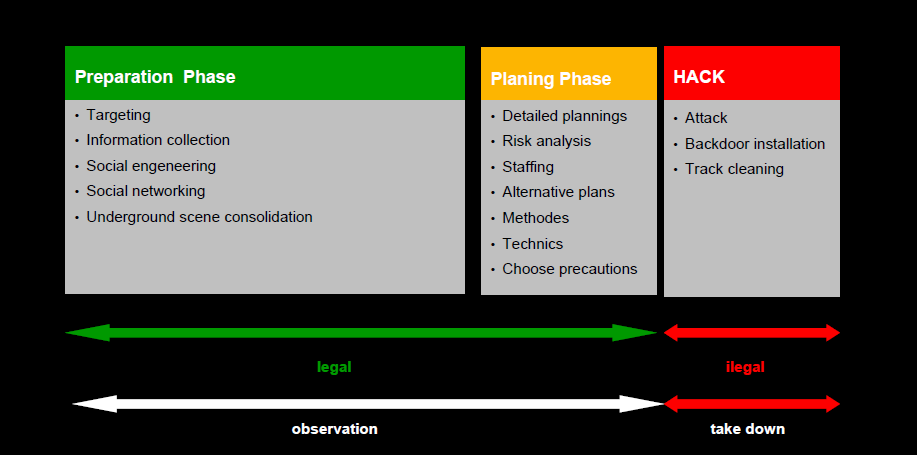 Preparation Phase
• Targeting
• Information collection
• Social engeneering
• Social networking
• Underground scene consolidation
Planing Phase
• Detailed plannings
• Risk analysis
• Staffing
• Alternative plans
• Methodes
• Technics
• Choose precautions
HACK
• Attack
• Backdoor installation
• Track cleaning
legal
ilegal
observation
take down